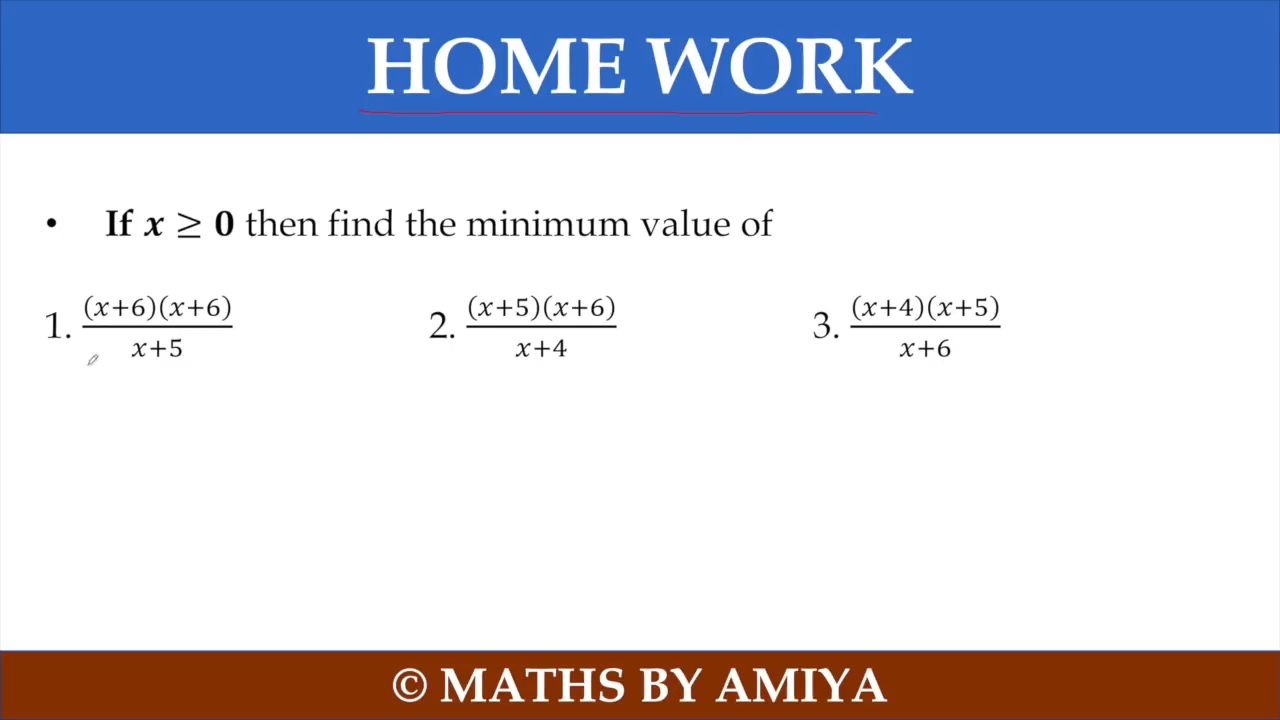 HOME WORK
• If x ≥ 0 then find the minimum value of
1. (x+6)(x+6)/x+5 2. (x+5)(x+6)/x+4 3. (x+4)(x+5)/x+6
© MATHS BY AMIYA